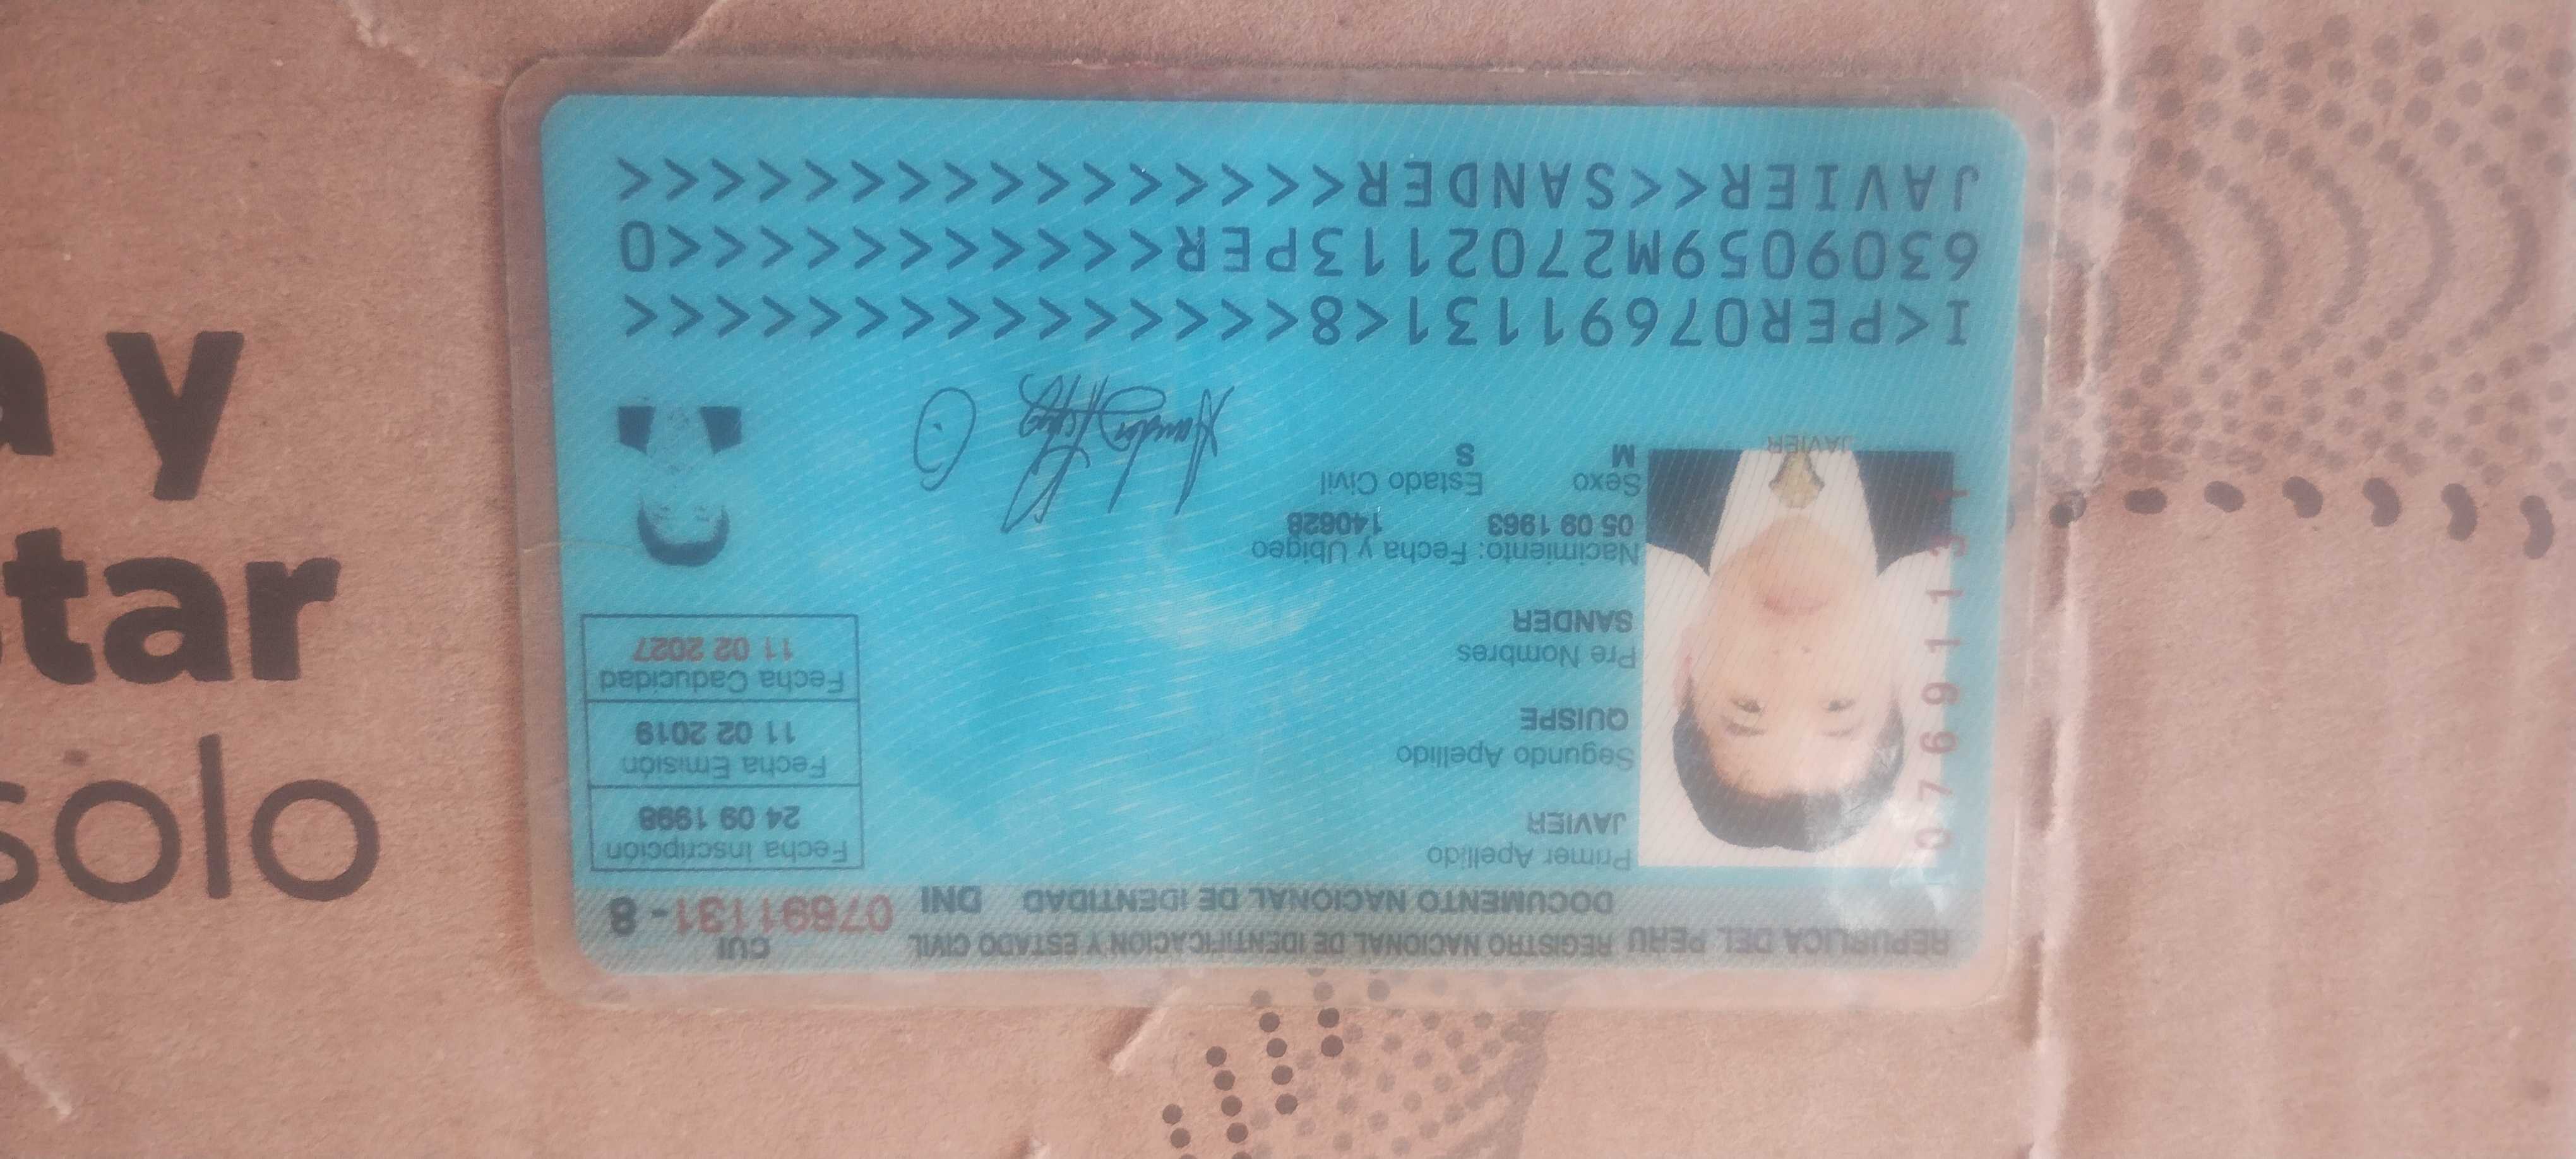 REPUBLICA DEL PERU REGISTRO NACIONAL DE IDENTIFICACION Y ESTADO CIVIL
CUI
DOCUMENTO NACIONAL DE IDENTIDAD DNI 07691131-8
Primer Apellido
JAVIER
Segundo Apellido
QUISPE
Pre Nombres
SANDER
Nacimiento: Fecha y Ubigeo
05 09 1963 140628
Sexo Estado Civil
M S
Fecha Inscripción
24 09 1998
Fecha Emisión
11 02 2019
Fecha Caducidad
11 02 2027
07691131
JAVIER
I<PER07691131<8<<<<<<<<<<<<<<<
6309059M2702113PER<<<<<<<<<<<0
JAVIER<<SANDER<<<<<<<<<<<<<<<<
a y
tar
solo